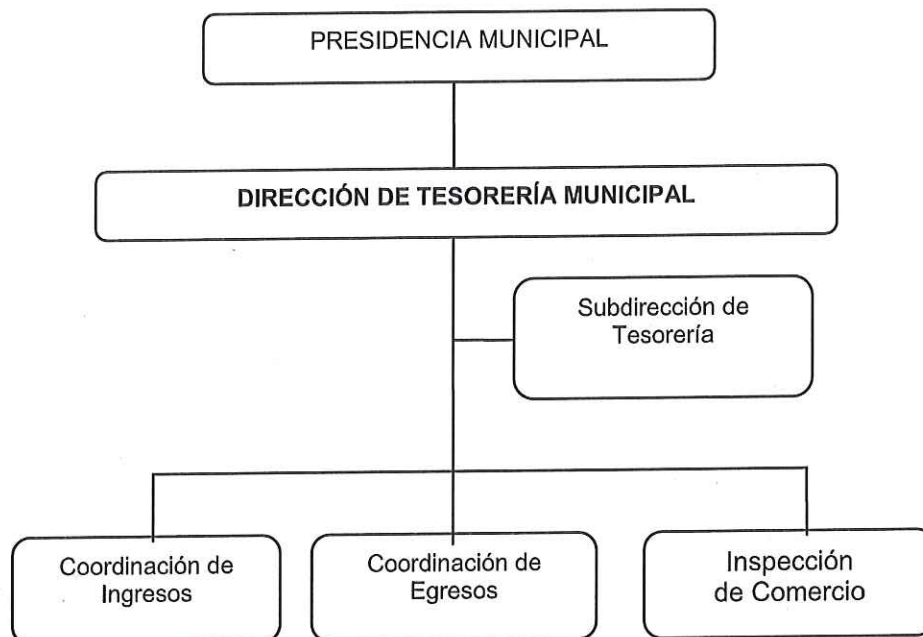 PRESIDENCIA MUNICIPAL
DIRECCIÓN DE TESORERÍA MUNICIPAL
Subdirección de
Tesorería
Coordinación de
Ingresos
Coordinación de
Egresos
Inspección
de Comercio